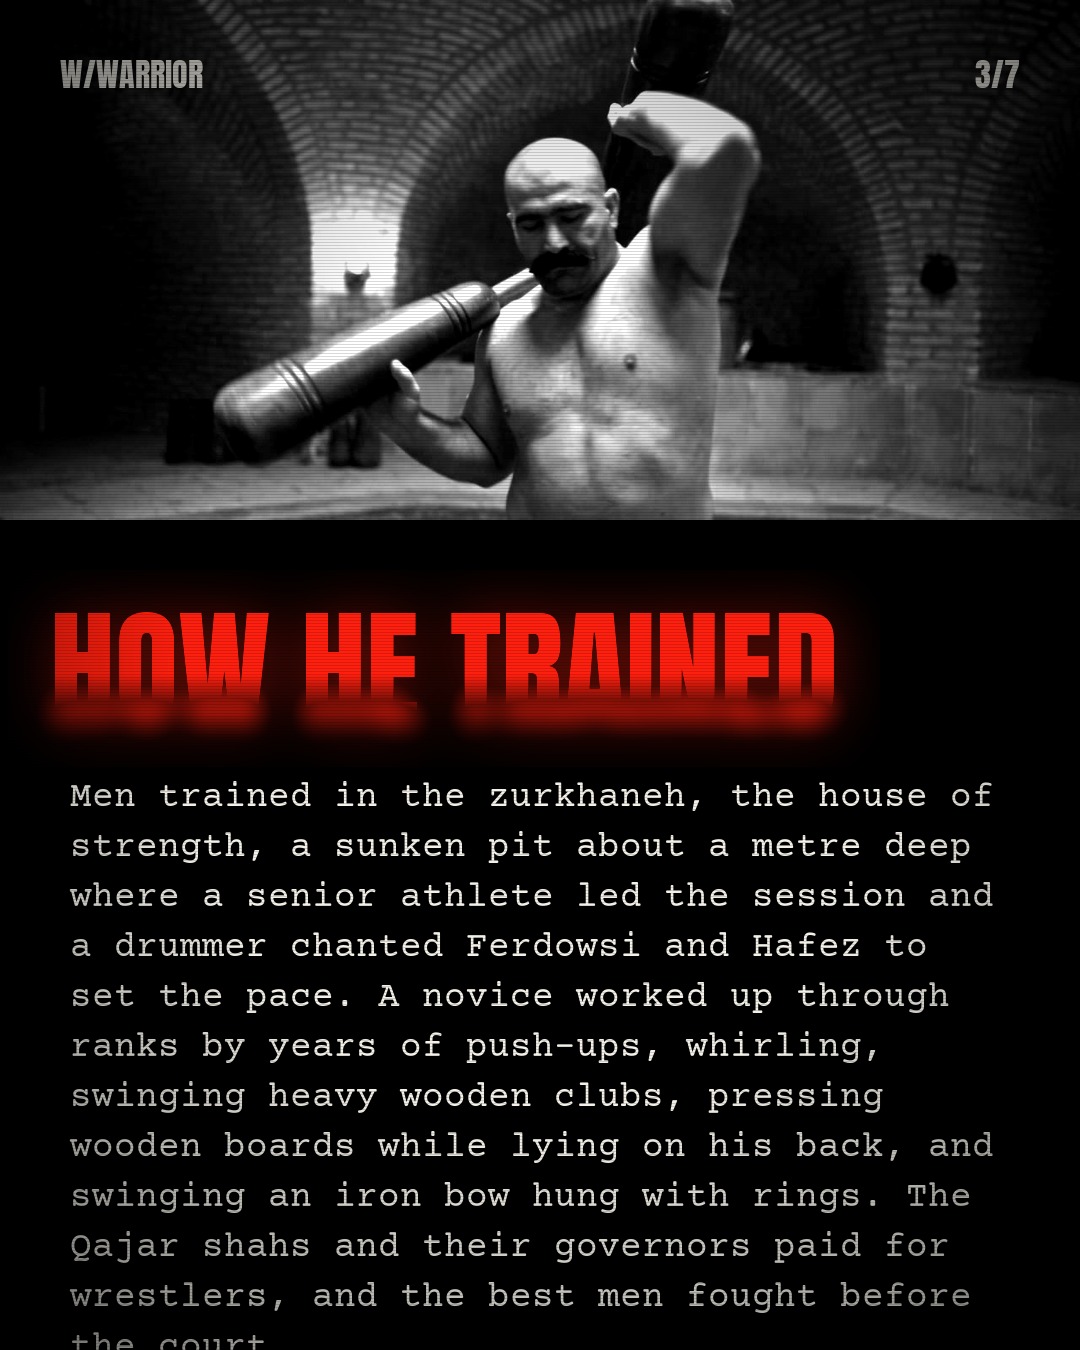 W/WARRIOR
3/7
HOW HE TRAINED
Men trained in the zurkhaneh, the house of
strength, a sunken pit about a metre deep
where a senior athlete led the session and
a drummer chanted Ferdowsi and Hafez to
set the pace. A novice worked up through
ranks by years of push-ups, whirling,
swinging heavy wooden clubs, pressing
wooden boards while lying on his back, and
swinging an iron bow hung with rings. The
Qajar shahs and their governors paid for
wrestlers, and the best men fought before
the court